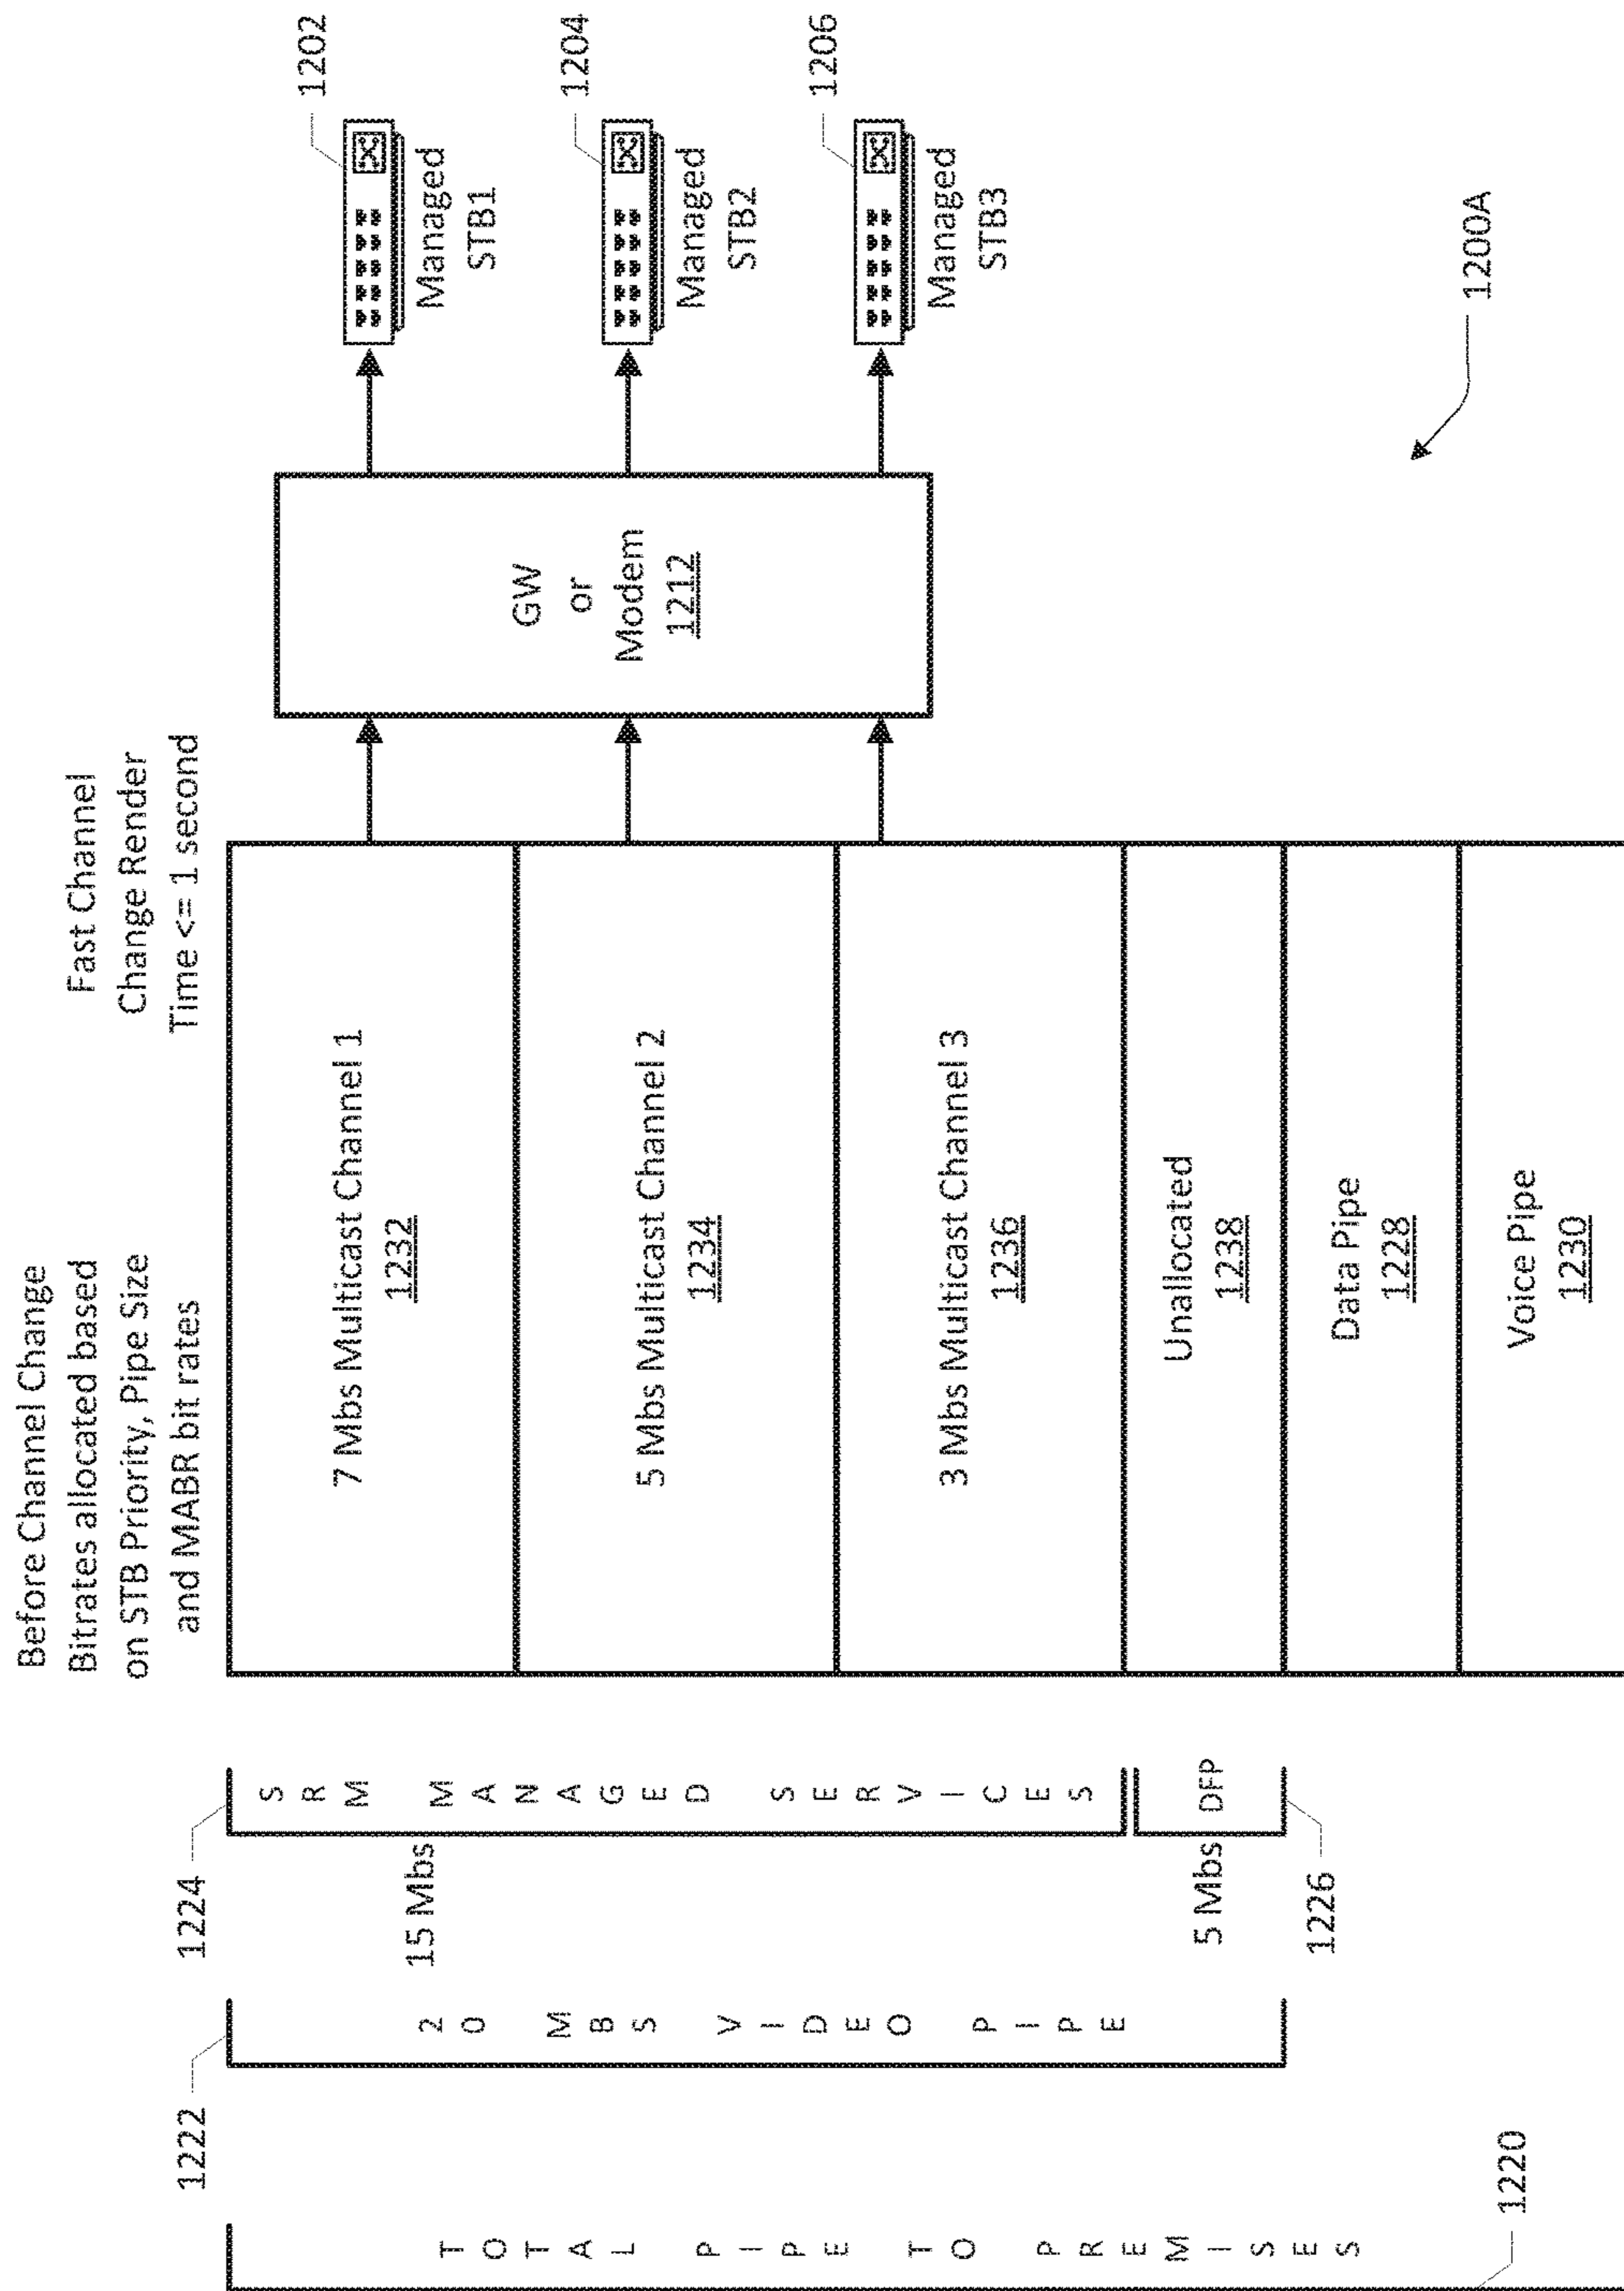 Before Channel Change
Bitrates allocated based
on STB Priority, Pipe Size
and MABR bit rates
Fast Channel
Change Render
Time <= 1 second
1220
TOTAL PIPE TO PREMISES
1222
20 MBS VIDEO PIPE
1224
15 Mbs
SRM MANAGED SERVICES
5 Mbs
DFP
1226
7 Mbs Multicast Channel 1
1232
5 Mbs Multicast Channel 2
1234
3 Mbs Multicast Channel 3
1236
Unallocated
1238
Data Pipe
1228
Voice Pipe
1230
GW
or
Modem
1212
1202
Managed
STB1
1204
Managed
STB2
1206
Managed
STB3
1200A